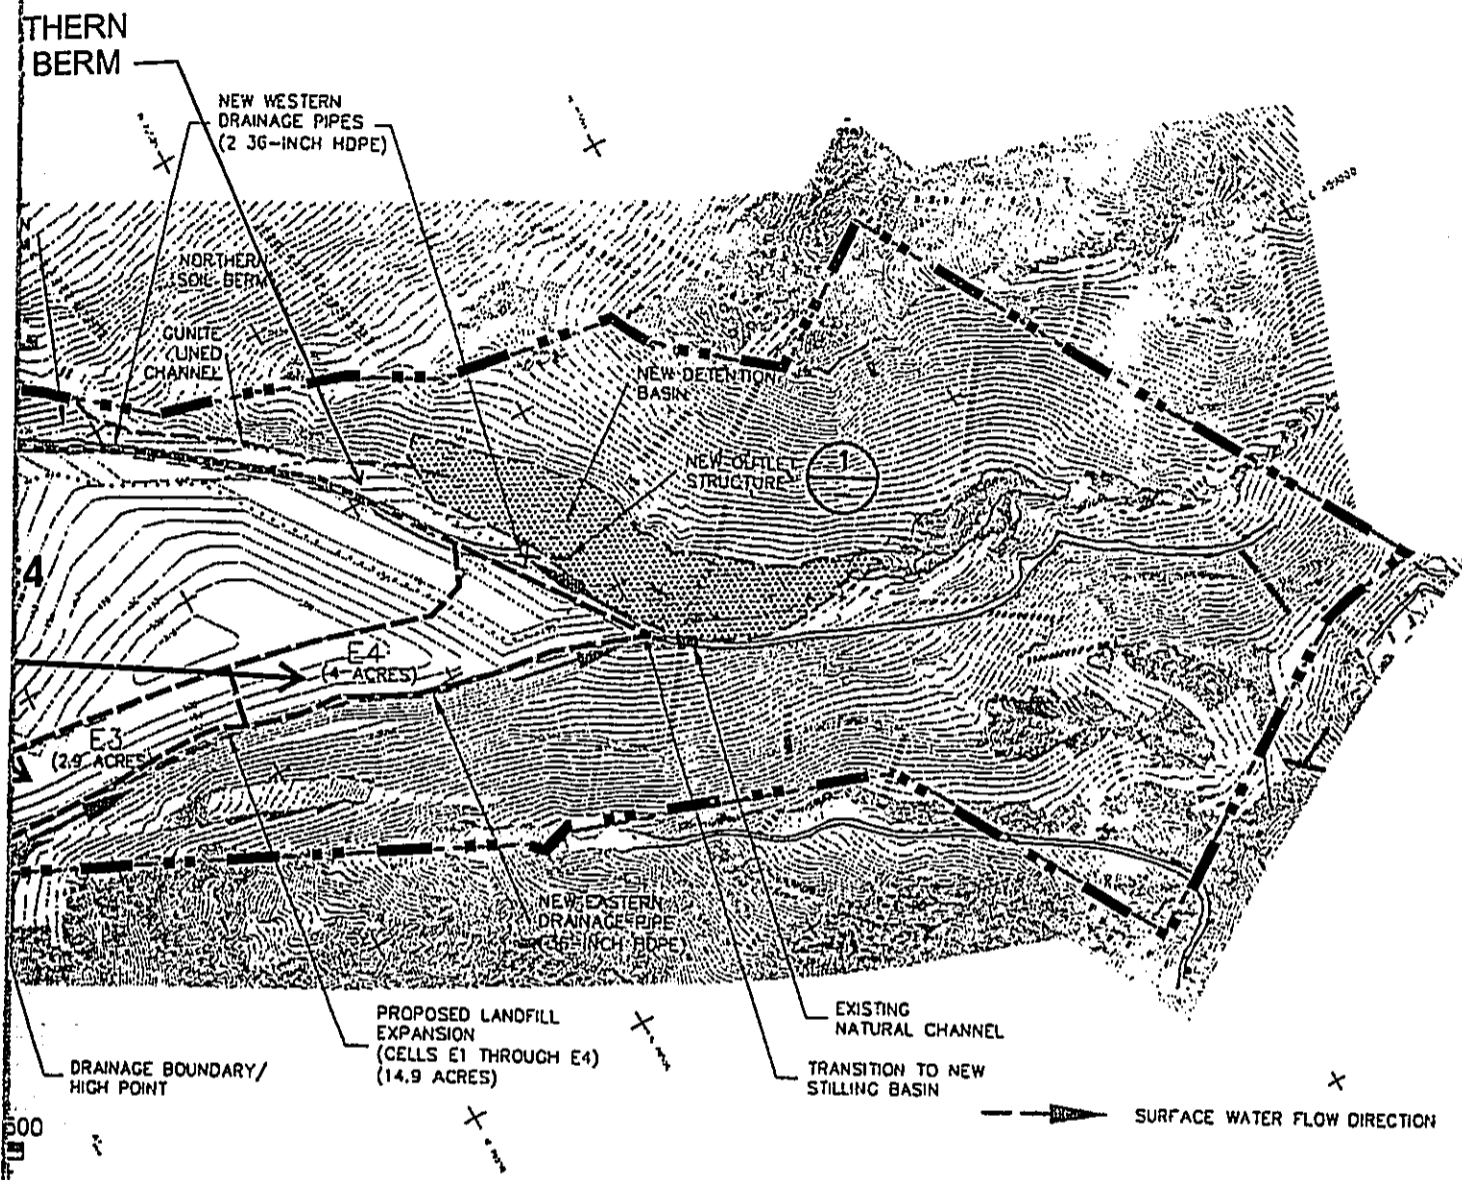 THERN
BERM
NEW WESTERN
DRAINAGE PIPES
(2 36-INCH HDPE)
NORTHERN
SOIL BERM
GUNITE
LINED
CHANNEL
NEW DETENTION
BASIN
NEW OUTLET
STRUCTURE
1
4
E4
(4 ACRES)
E3
(2.9 ACRES)
NEW EASTERN
DRAINAGE PIPE
(36-INCH HDPE)
PROPOSED LANDFILL
EXPANSION
(CELLS E1 THROUGH E4)
(14.9 ACRES)
DRAINAGE BOUNDARY/
HIGH POINT
EXISTING
NATURAL CHANNEL
TRANSITION TO NEW
STILLING BASIN
SURFACE WATER FLOW DIRECTION